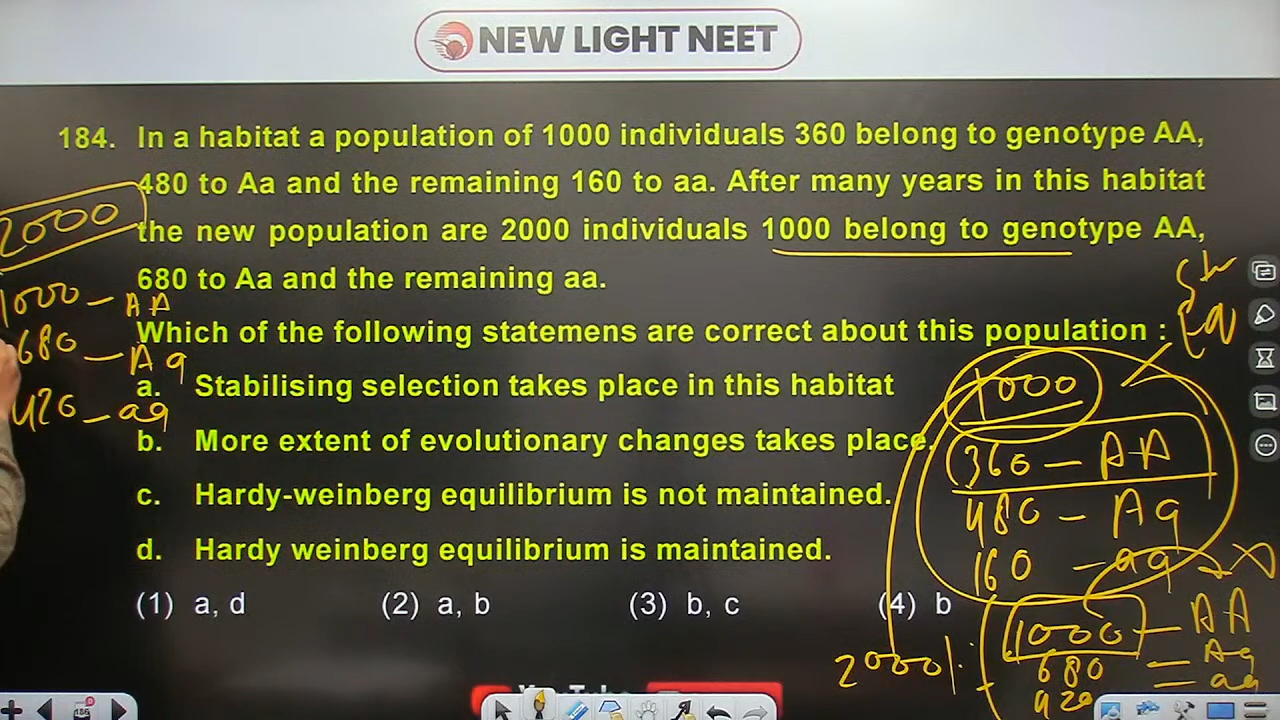 NEW LIGHT NEET
184. In a habitat a population of 1000 individuals 360 belong to genotype AA,
480 to Aa and the remaining 160 to aa. After many years in this habitat
the new population are 2000 individuals 1000 belong to genotype AA,
680 to Aa and the remaining aa.
Which of the following statemens are correct about this population :
a. Stabilising selection takes place in this habitat
b. More extent of evolutionary changes takes place.
c. Hardy-weinberg equilibrium is not maintained.
d. Hardy weinberg equilibrium is maintained.
(1) a, d (2) a, b (3) b, c (4) b
2000
1000 – AA
680 – Aa
420 – aa
1000
360 – AA
480 – Aa
160 – aa
2000
1000 – AA
680 = Aa
420 = aa